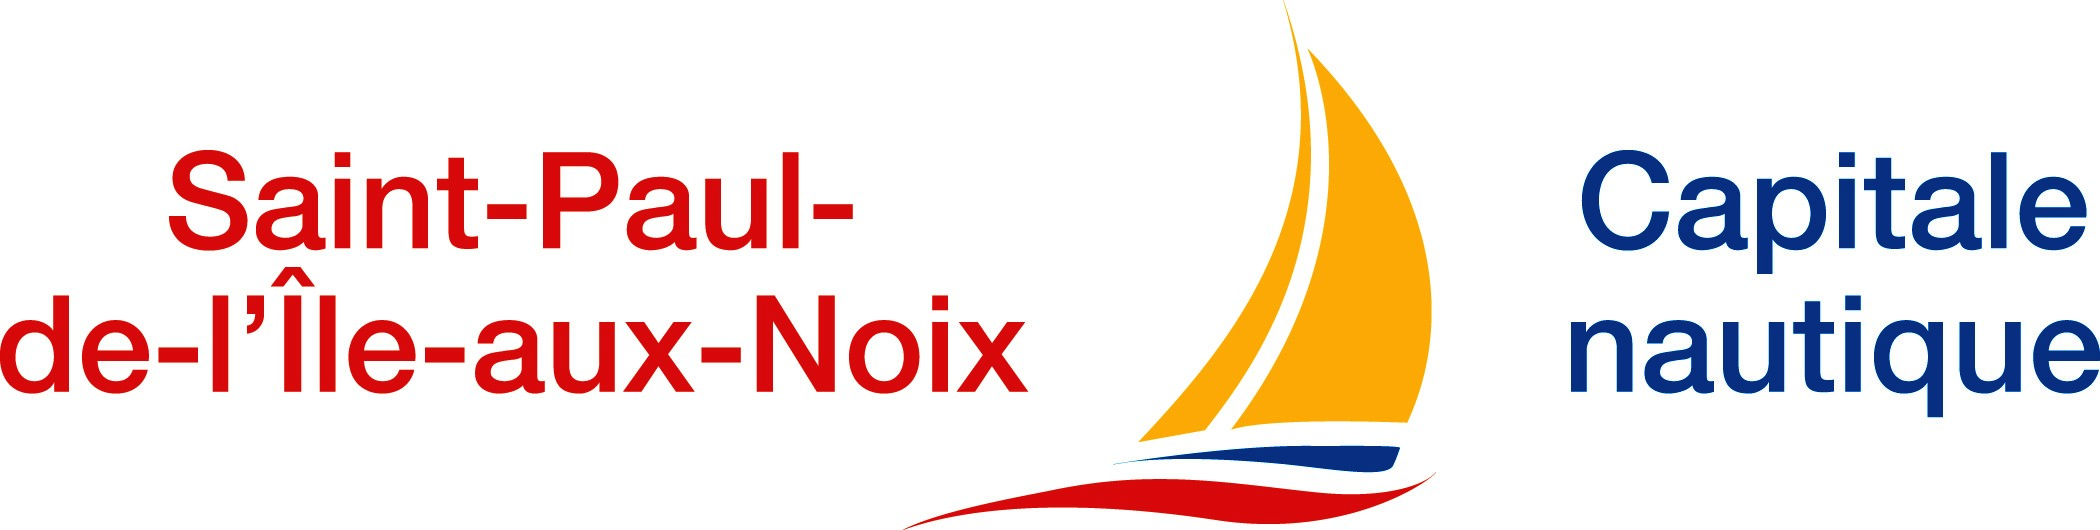 Saint-Paul-
de-l’Île-aux-Noix
Capitale
nautique